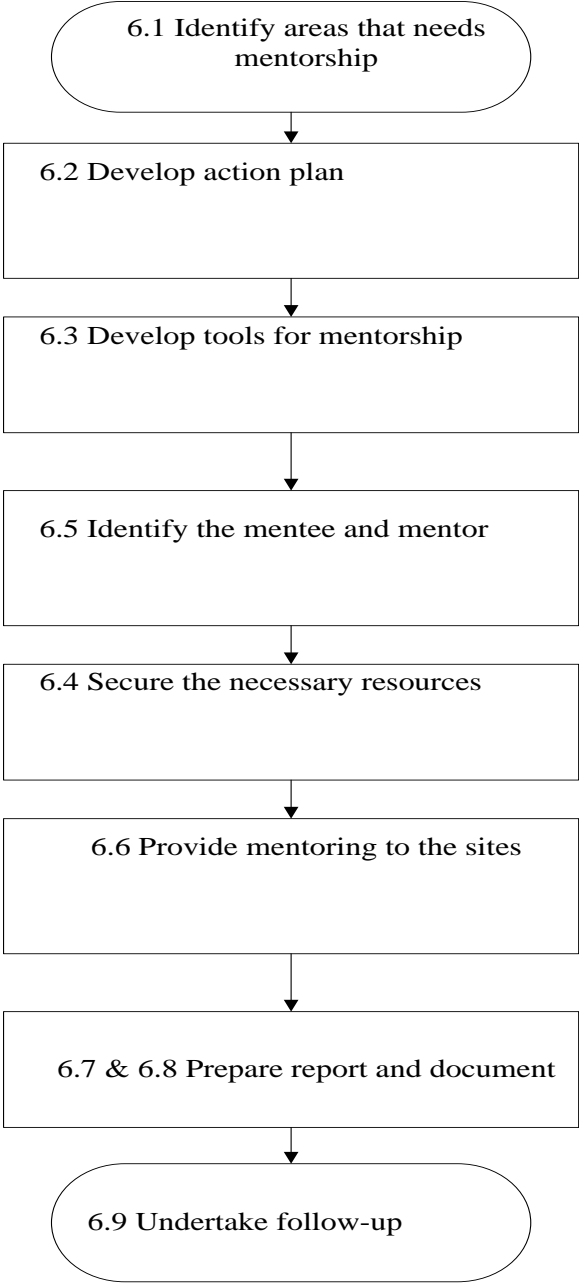 6.1 Identify areas that needs
mentorship
6.2 Develop action plan
6.3 Develop tools for mentorship
6.5 Identify the mentee and mentor
6.4 Secure the necessary resources
6.6 Provide mentoring to the sites
6.7 & 6.8 Prepare report and document
6.9 Undertake follow-up